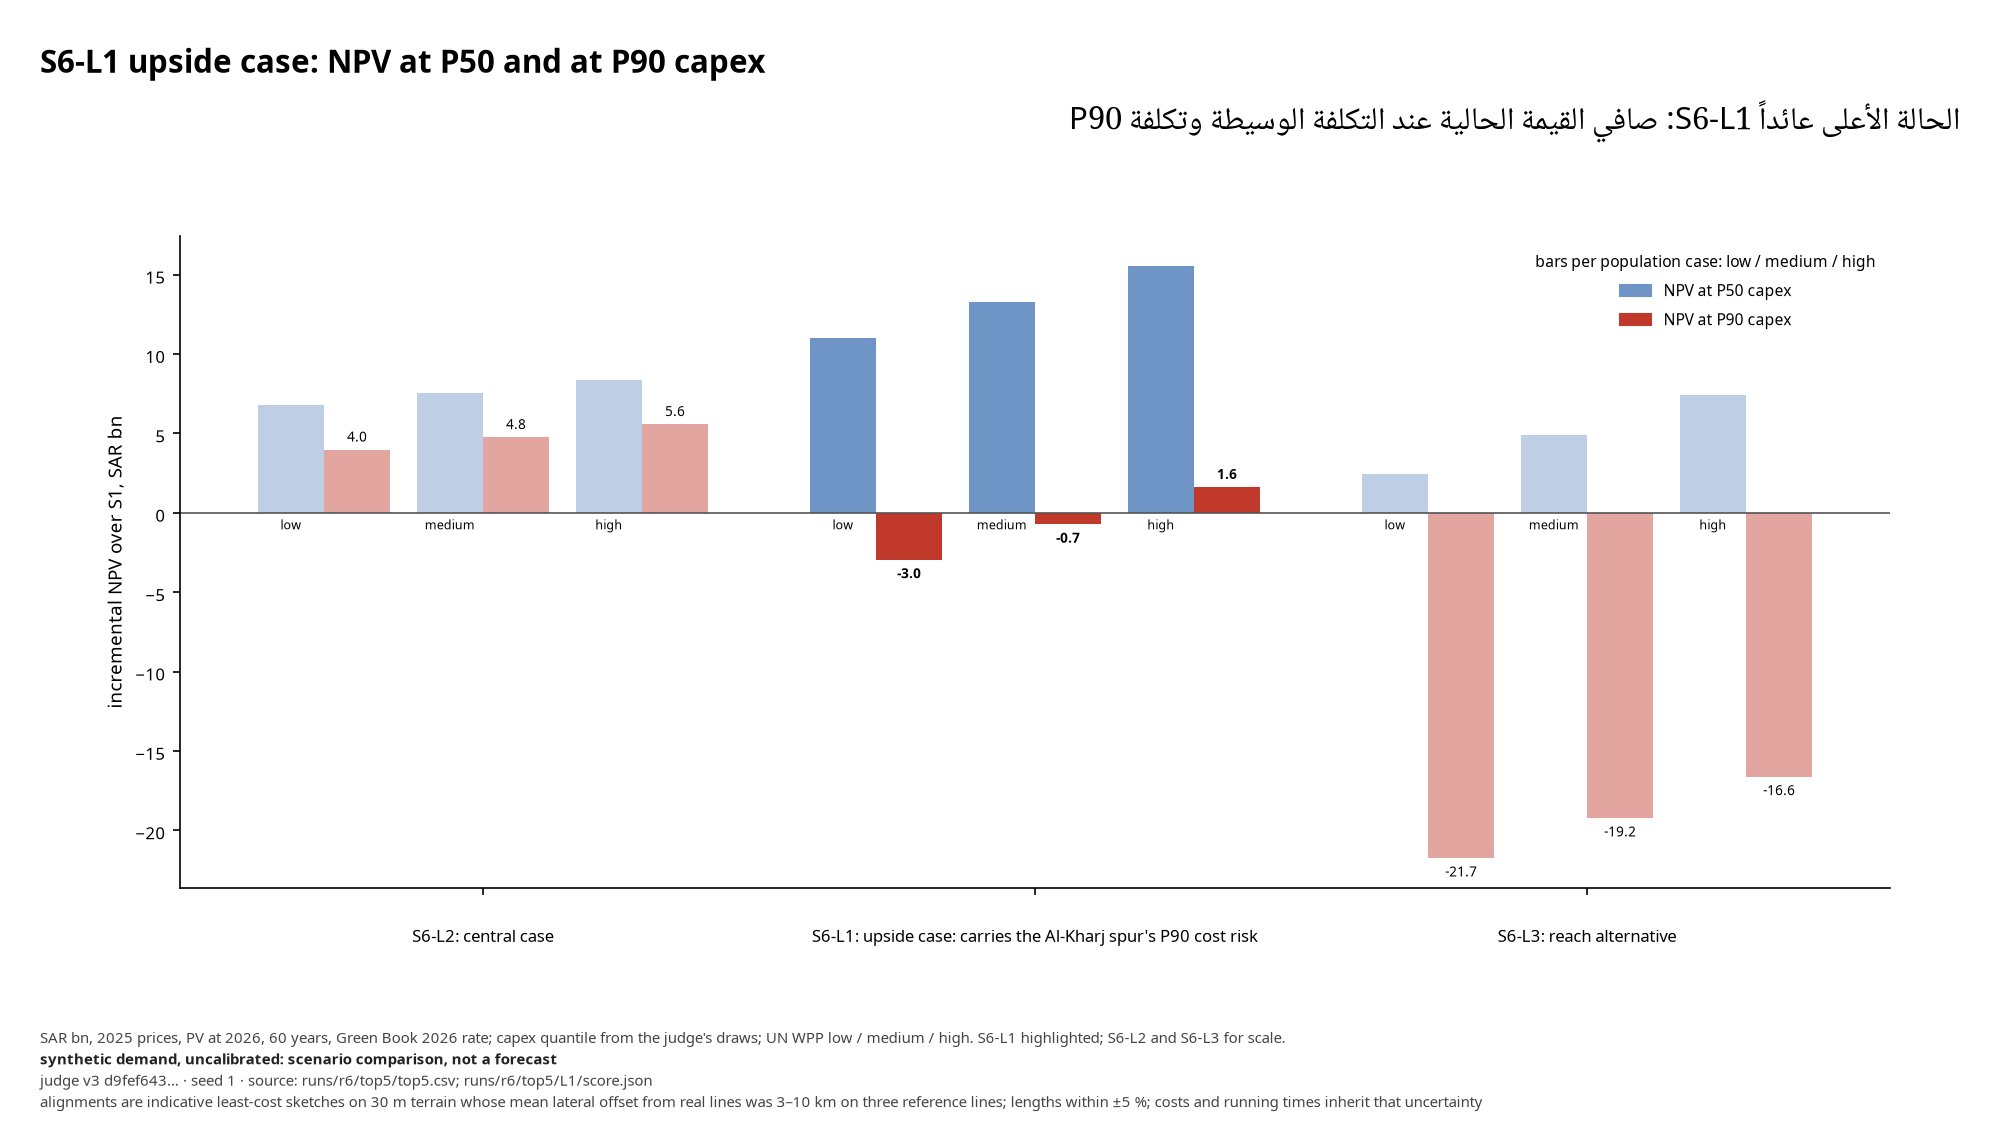 S6-L1 upside case: NPV at P50 and at P90 capex
الحالة الأعلى عائداً S6-L1: صافي القيمة الحالية عند التكلفة الوسيطة وتكلفة P90
bars per population case: low / medium / high
NPV at P50 capex
NPV at P90 capex
incremental NPV over S1, SAR bn
15
10
5
0
−5
−10
−15
−20
4.0
4.8
5.6
low
medium
high
-3.0
-0.7
1.6
low
medium
high
-21.7
-19.2
-16.6
low
medium
high
S6-L2: central case
S6-L1: upside case: carries the Al-Kharj spur's P90 cost risk
S6-L3: reach alternative
SAR bn, 2025 prices, PV at 2026, 60 years, Green Book 2026 rate; capex quantile from the judge's draws; UN WPP low / medium / high. S6-L1 highlighted; S6-L2 and S6-L3 for scale.
synthetic demand, uncalibrated: scenario comparison, not a forecast
judge v3 d9fef643… · seed 1 · source: runs/r6/top5/top5.csv; runs/r6/top5/L1/score.json
alignments are indicative least-cost sketches on 30 m terrain whose mean lateral offset from real lines was 3–10 km on three reference lines; lengths within ±5 %; costs and running times inherit that uncertainty